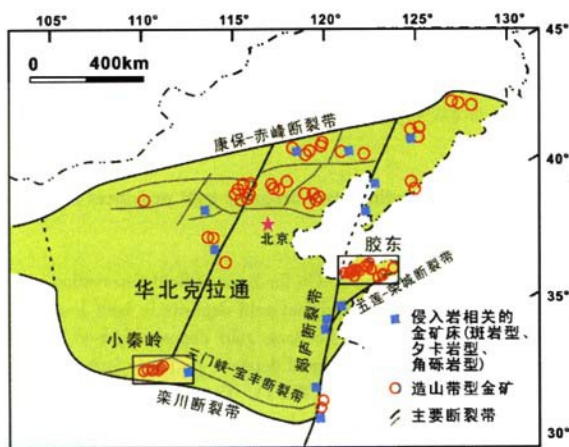 105° 110° 115° 120° 125° 130°
45°
0 400km
康保-赤峰断裂带
40°
北京
胶东
华北克拉通
五莲-荣城断裂带
35°
小秦岭
郯庐断裂带
三门峡-宝丰断裂带
栾川断裂带
30°
侵入岩相关的
金矿床(斑岩型、
夕卡岩型、
角砾岩型)
造山带型金矿
主要断裂带